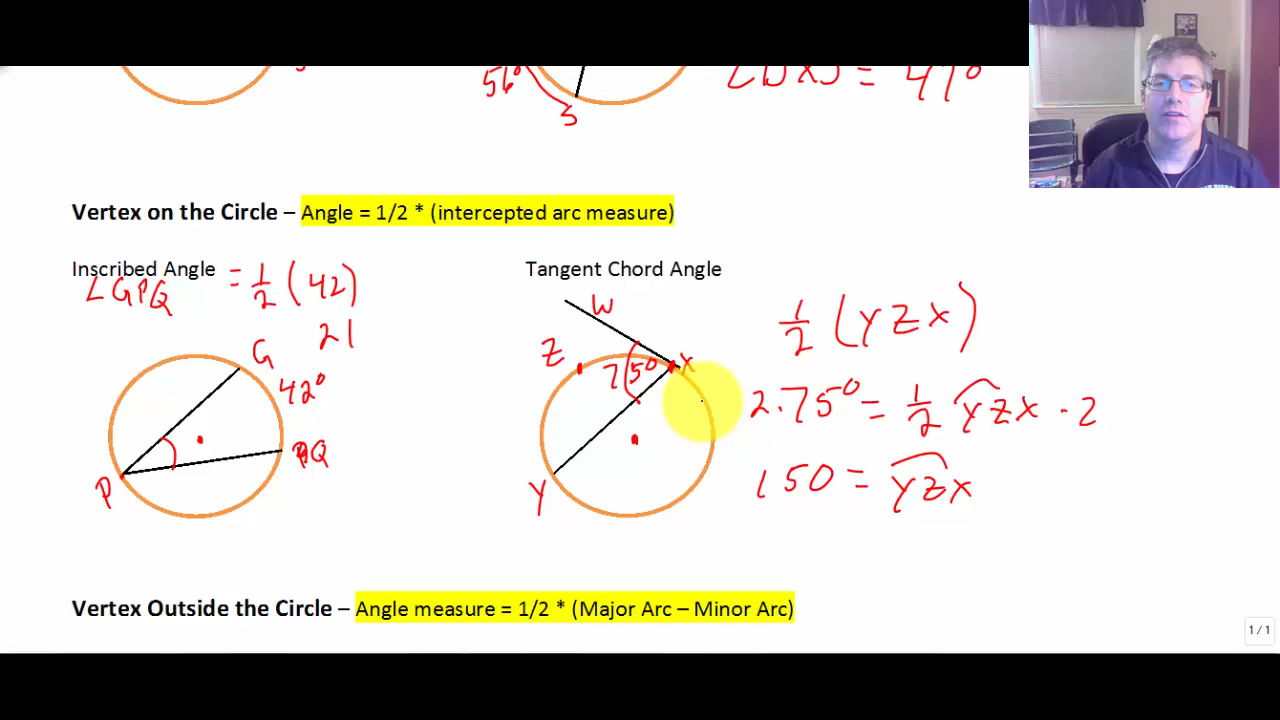 56° S ∠DXS = 47°
Vertex on the Circle – Angle = 1/2 * (intercepted arc measure)
Inscribed Angle
∠GPQ = 1/2 (42)
21
G
42°
Q
P
Tangent Chord Angle
W
Z
X
75°
Y
1/2 (YZX)
2·75° = 1/2 YZX · 2
150 = YZX
Vertex Outside the Circle – Angle measure = 1/2 * (Major Arc – Minor Arc)
1 / 1